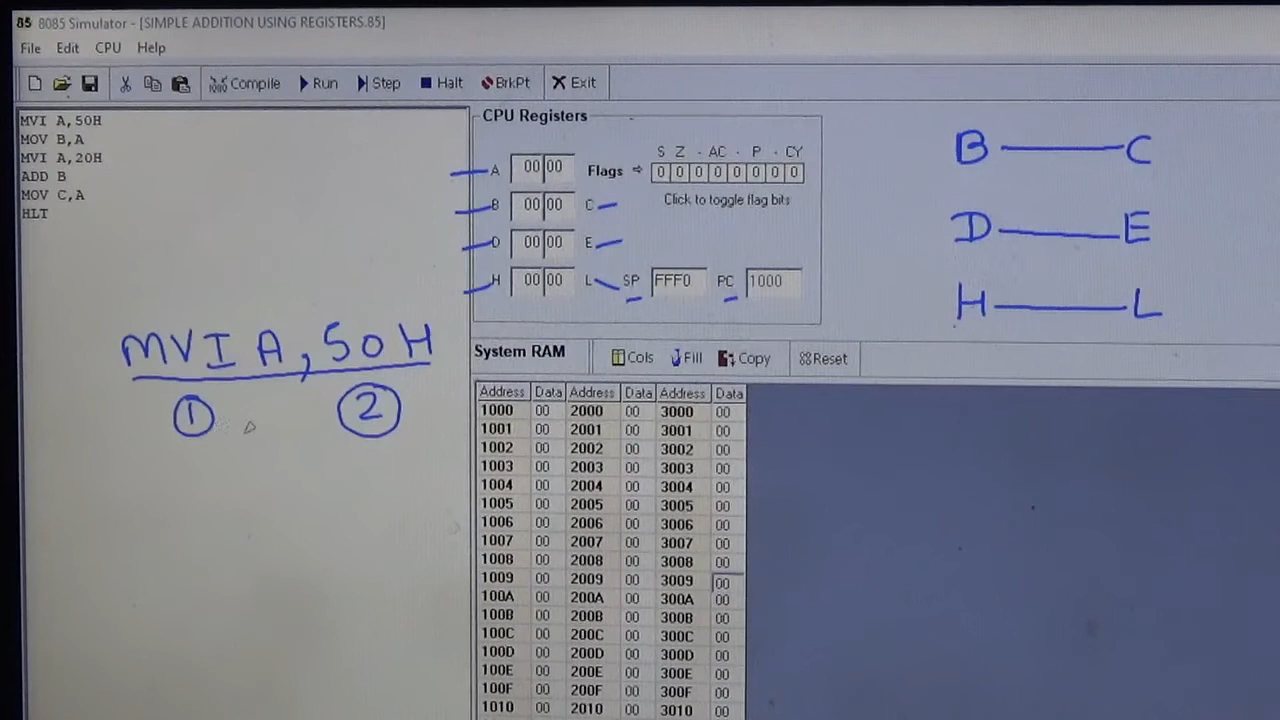 85 8085 Simulator - [SIMPLE ADDITION USING REGISTERS.85]
File Edit CPU Help
Compile Run Step Halt BrkPt Exit
MVI A,50H
MOV B,A
MVI A,20H
ADD B
MOV C,A
HLT
MVI A, 50H
1 2
CPU Registers
S Z - AC - P - CY
A 00 00 Flags ⇨ 0 0 0 0 0 0 0 0
B 00 00 C Click to toggle flag bits
D 00 00 E
H 00 00 L SP FFF0 PC 1000
B C
D E
H L
System RAM Cols Fill Copy Reset
Address Data Address Data Address Data
1000 00 2000 00 3000 00
1001 00 2001 00 3001 00
1002 00 2002 00 3002 00
1003 00 2003 00 3003 00
1004 00 2004 00 3004 00
1005 00 2005 00 3005 00
1006 00 2006 00 3006 00
1007 00 2007 00 3007 00
1008 00 2008 00 3008 00
1009 00 2009 00 3009 00
100A 00 200A 00 300A 00
100B 00 200B 00 300B 00
100C 00 200C 00 300C 00
100D 00 200D 00 300D 00
100E 00 200E 00 300E 00
100F 00 200F 00 300F 00
1010 00 2010 00 3010 00